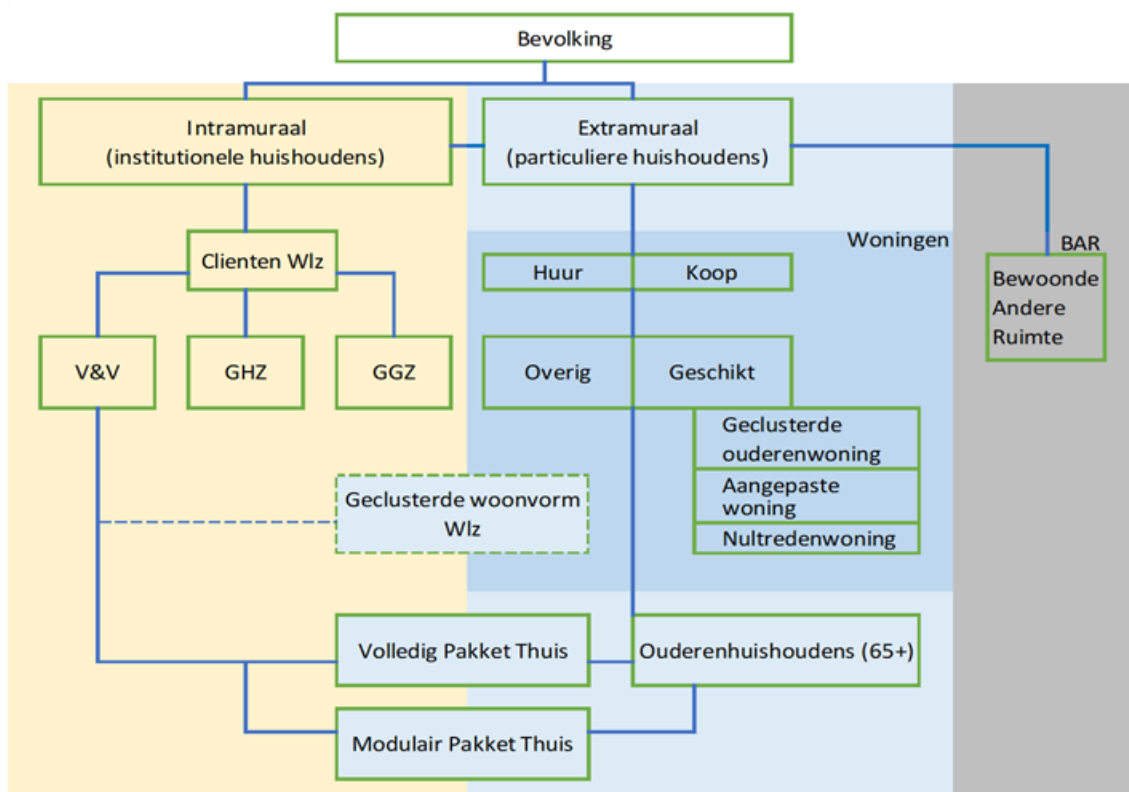 Bevolking
Intramuraal
(institutionele huishoudens)
Extramuraal
(particuliere huishoudens)
Clienten Wlz
Woningen
BAR
Huur
Koop
Bewoonde
Andere
Ruimte
V&V
GHZ
GGZ
Overig
Geschikt
Geclusterde
ouderenwoning
Aangepaste
woning
Nultredenwoning
Geclusterde woonvorm
Wlz
Volledig Pakket Thuis
Ouderenhuishoudens (65+)
Modulair Pakket Thuis